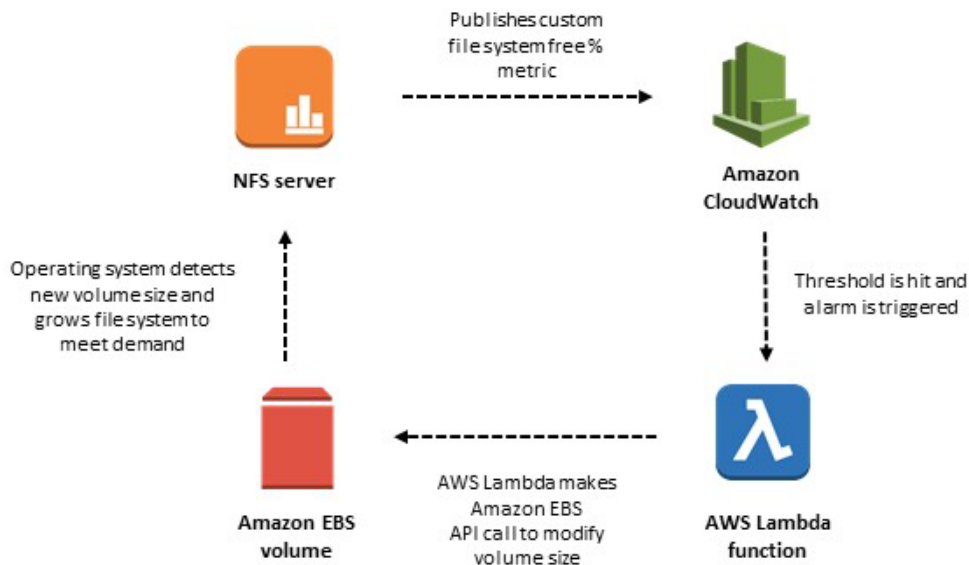 Publishes custom
file system free %
metric
NFS server
Amazon
CloudWatch
Operating system detects
new volume size and
grows file system to
meet demand
Threshold is hit and
alarm is triggered
Amazon EBS
volume
AWS Lambda makes
Amazon EBS
API call to modify
volume size
AWS Lambda
function